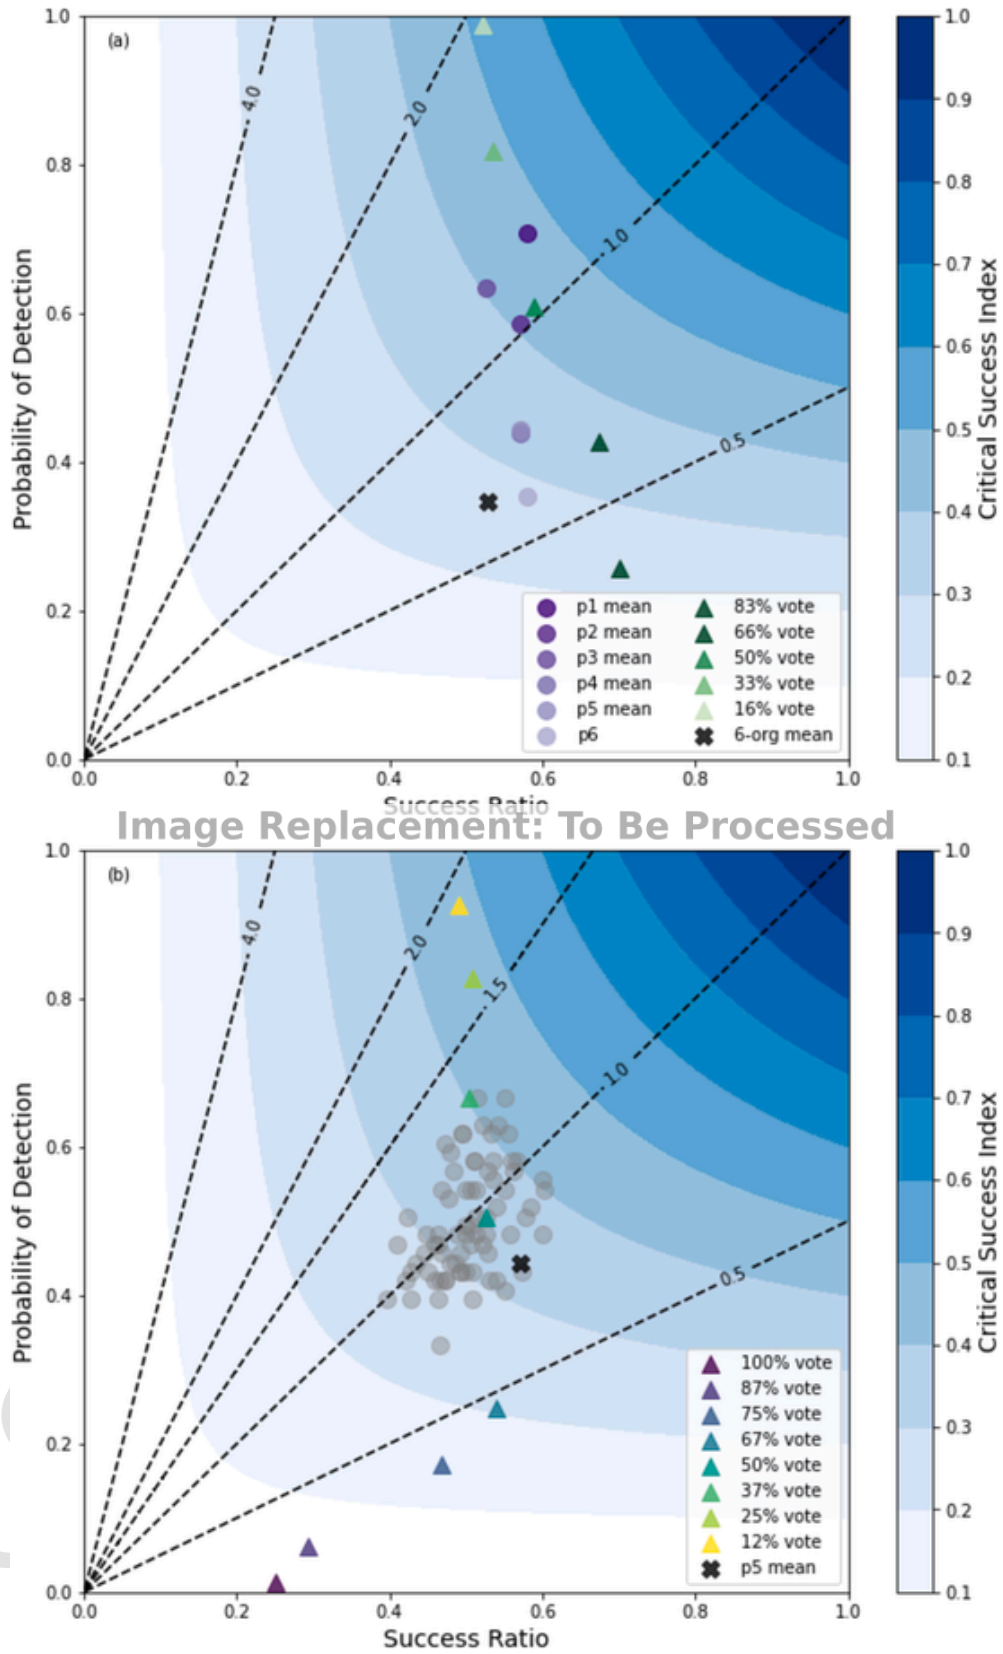 (a)
4.0
2.0
1.0
0.5
Probability of Detection
1.0
0.8
0.6
0.4
0.2
0.0
0.0 0.2 0.4 0.6 0.8 1.0
Success Ratio
p1 mean
p2 mean
p3 mean
p4 mean
p5 mean
p6
83% vote
66% vote
50% vote
33% vote
16% vote
6-org mean
1.0
0.9
0.8
0.7
0.6
0.5
0.4
0.3
0.2
0.1
Critical Success Index
Image Replacement: To Be Processed
(b)
4.0
2.0
1.5
1.0
0.5
Probability of Detection
1.0
0.8
0.6
0.4
0.2
0.0
0.0 0.2 0.4 0.6 0.8 1.0
Success Ratio
100% vote
87% vote
75% vote
67% vote
50% vote
37% vote
25% vote
12% vote
p5 mean
1.0
0.9
0.8
0.7
0.6
0.5
0.4
0.3
0.2
0.1
Critical Success Index